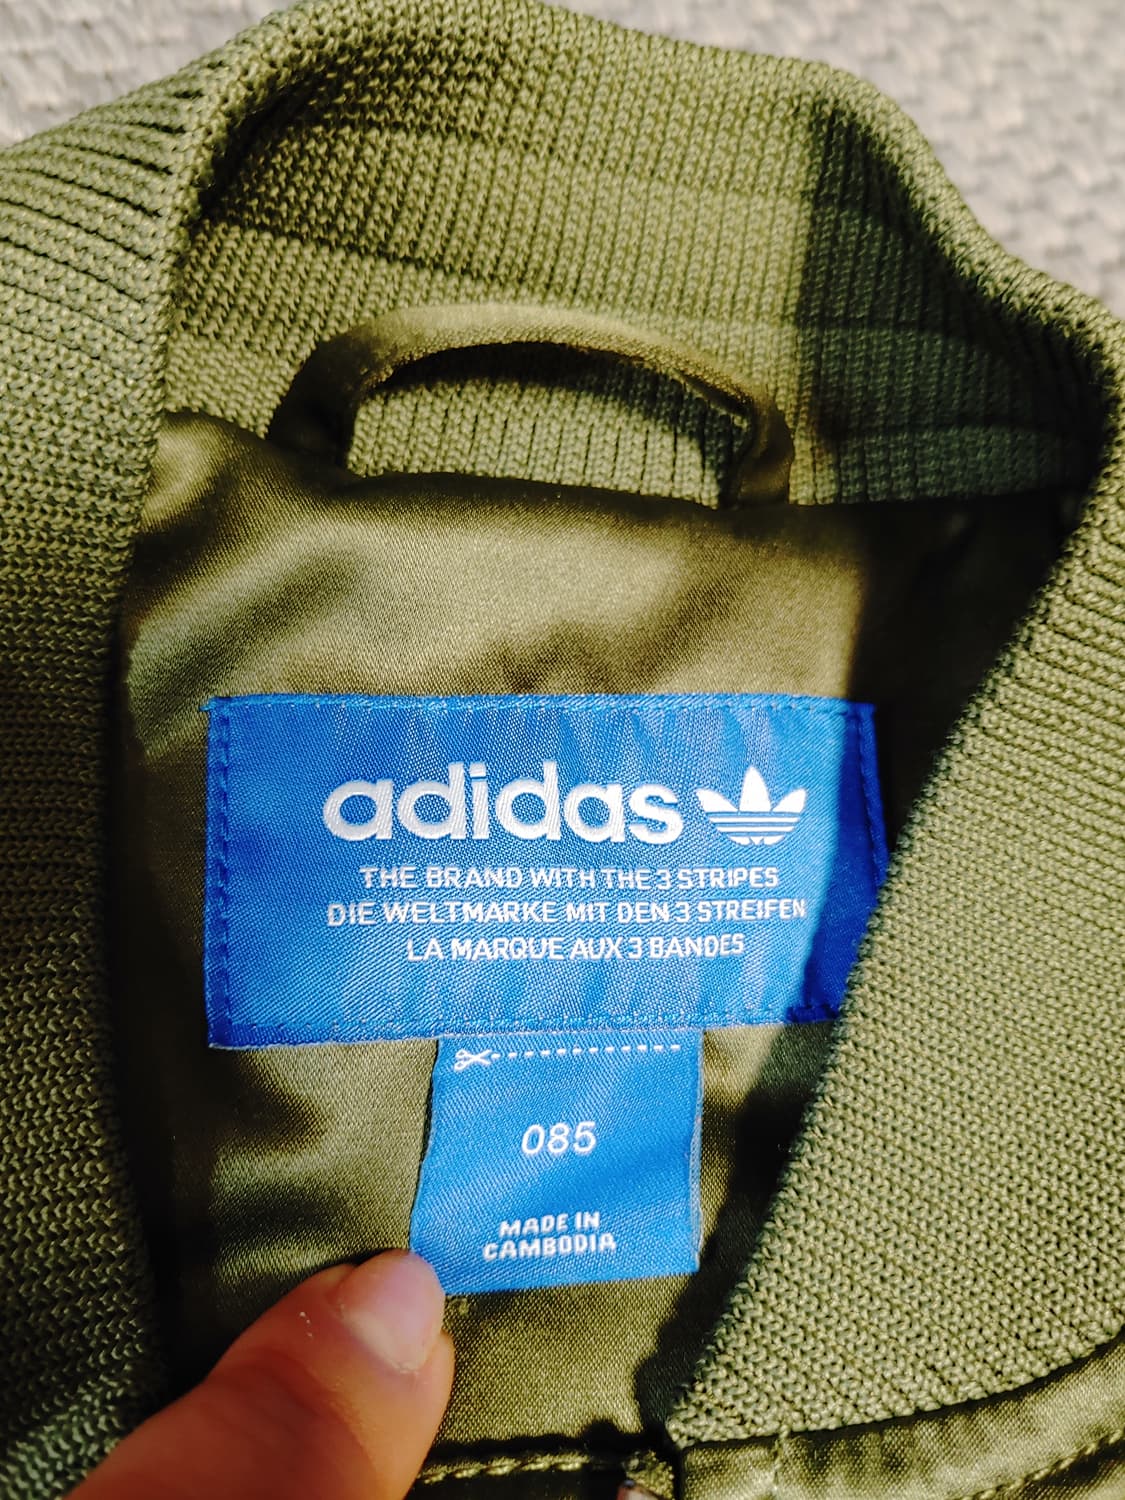 adidas
THE BRAND WITH THE 3 STRIPES
DIE WELTMARKE MIT DEN 3 STREIFEN
LA MARQUE AUX 3 BANDES
085
MADE IN
CAMBODIA